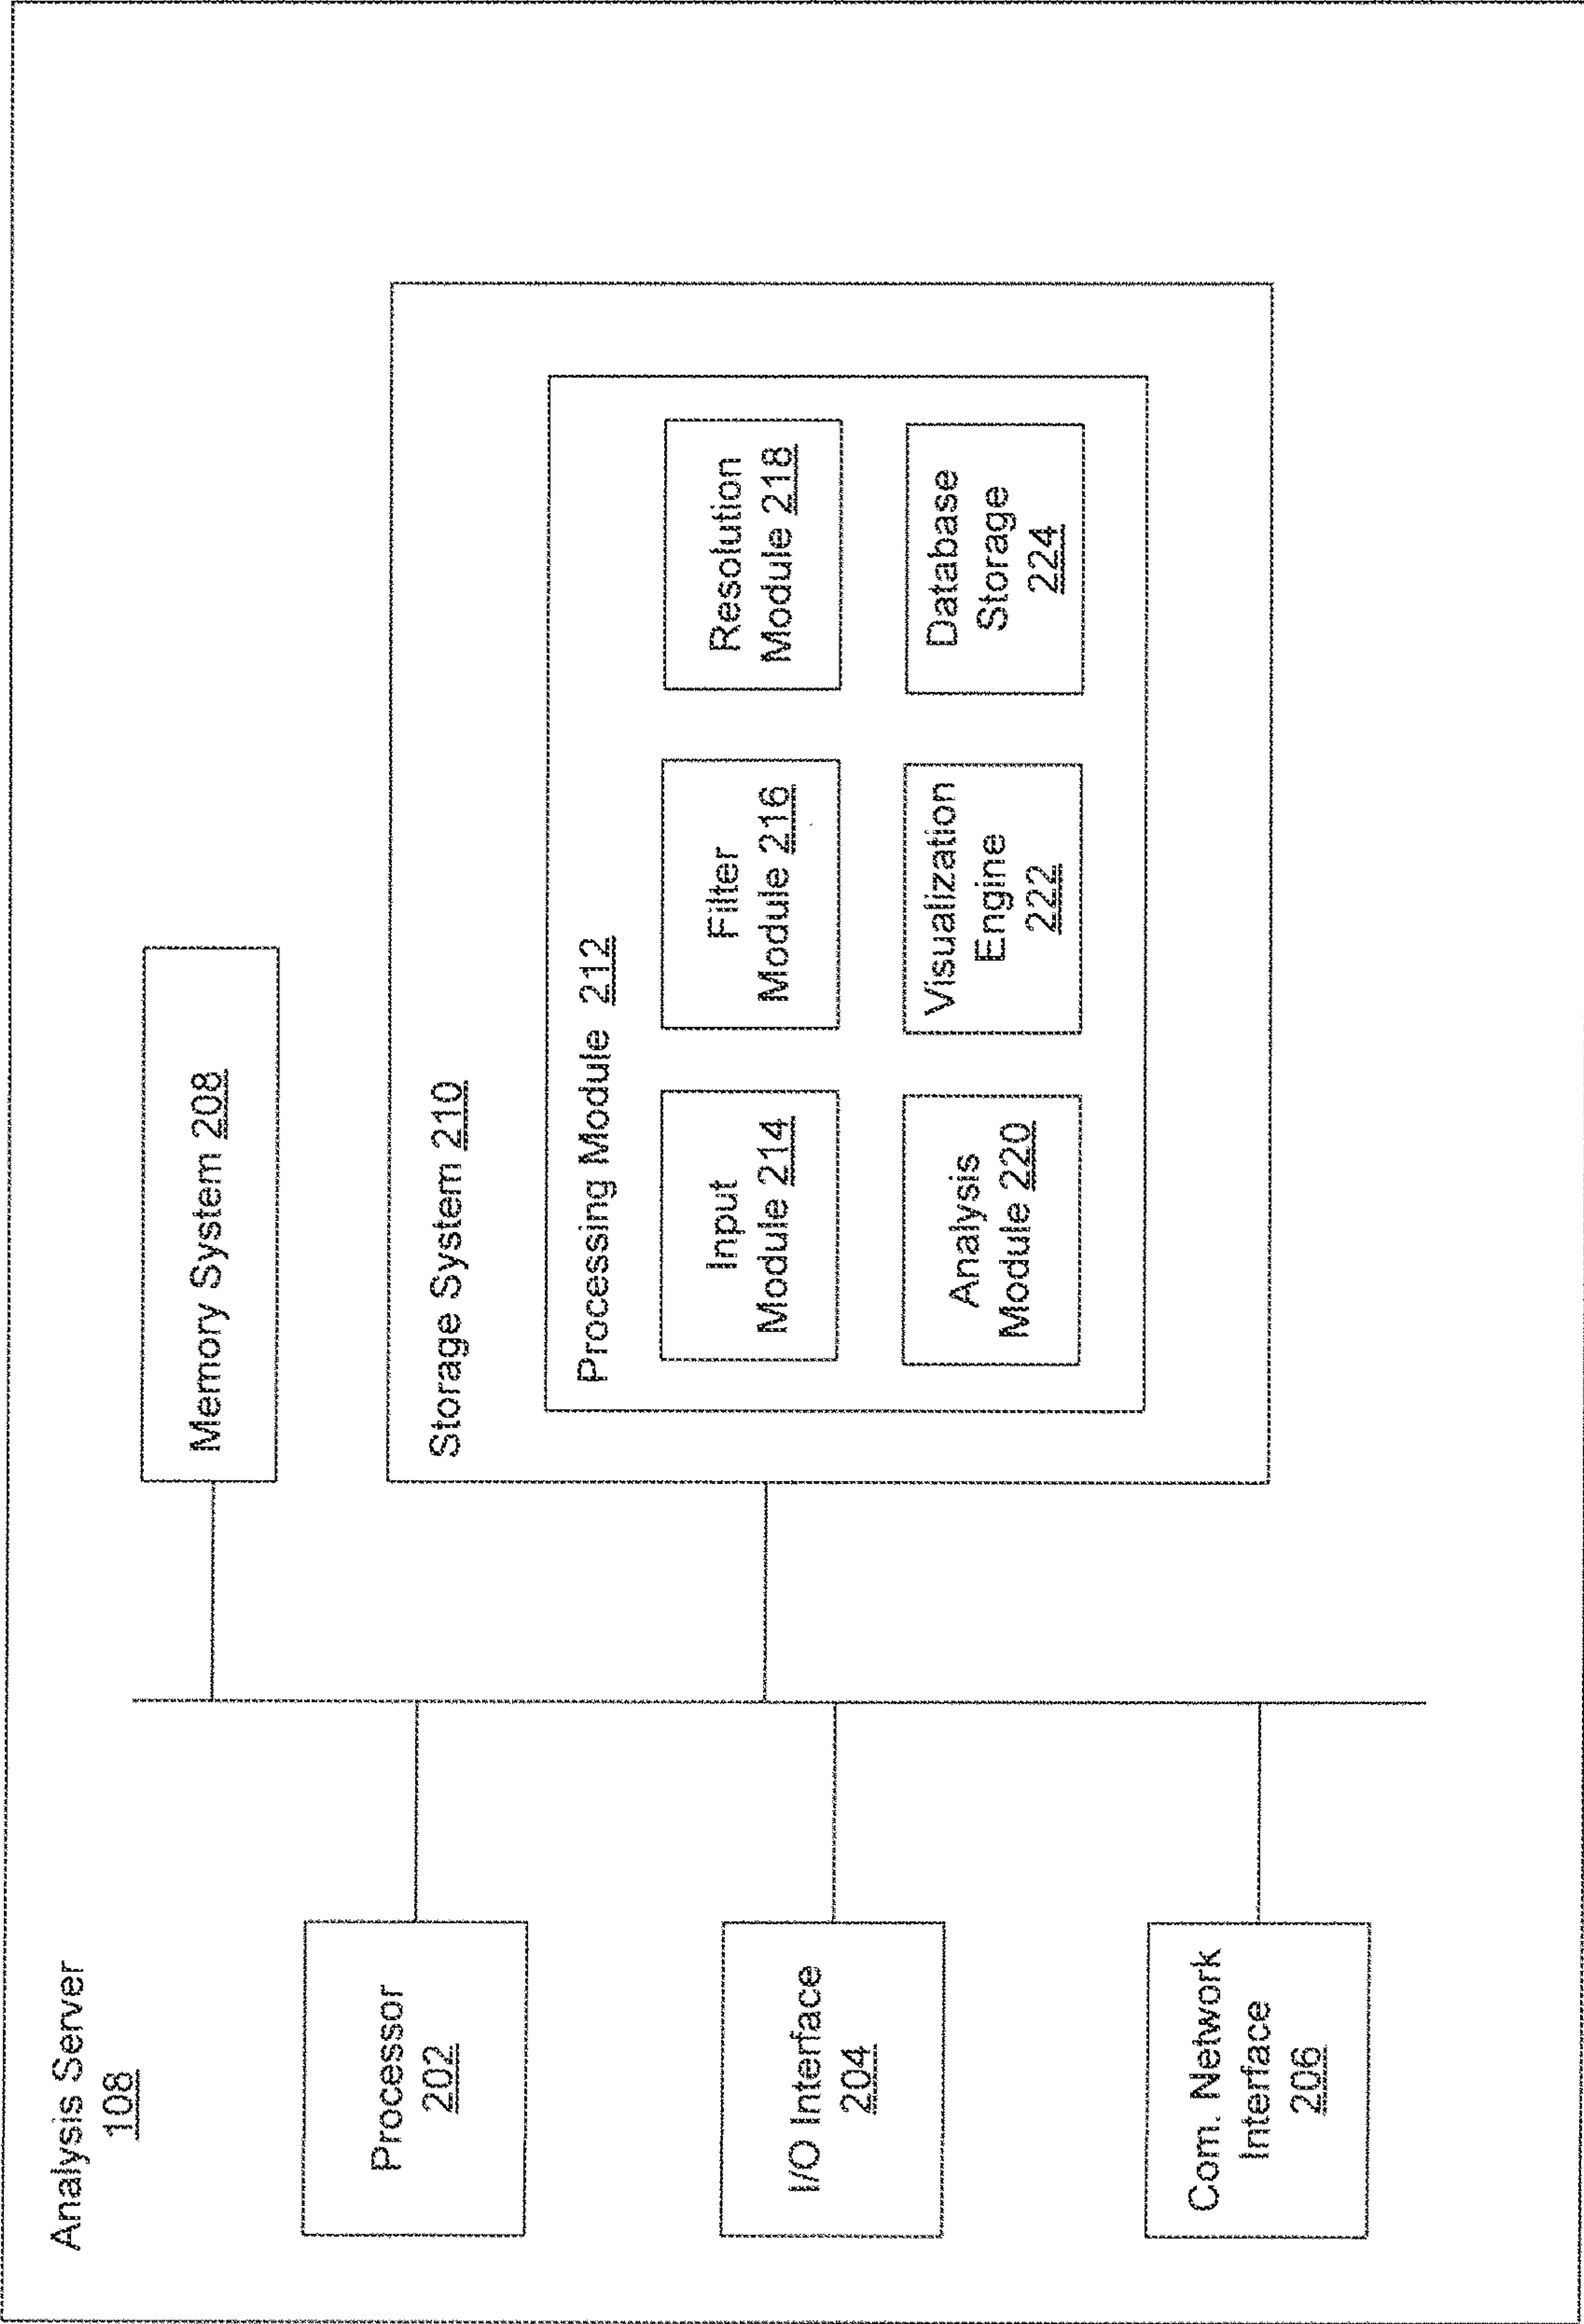 Analysis Server
108
Processor
202
I/O Interface
204
Com. Network
Interface
206
Memory System 208
Storage System 210
Processing Module 212
Input
Module 214
Filter
Module 216
Resolution
Module 218
Analysis
Module 220
Visualization
Engine
222
Database
Storage
224